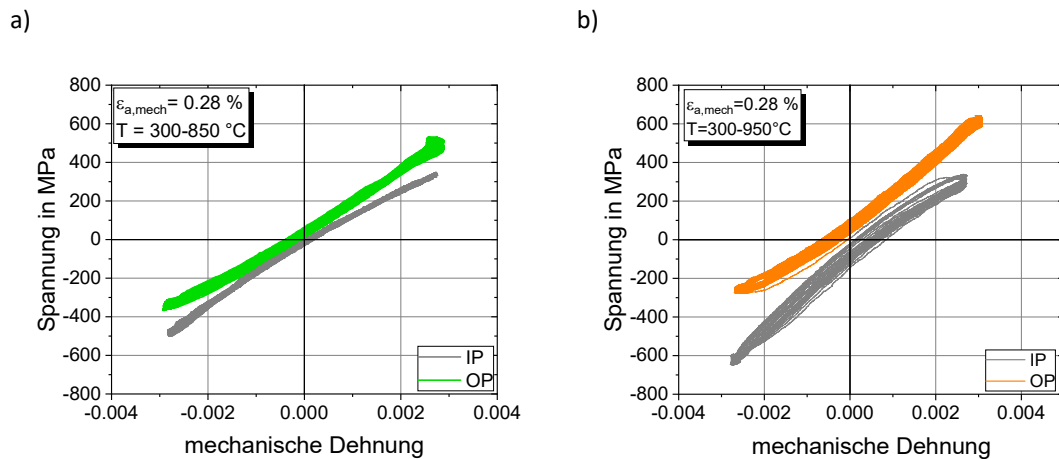 a)
b)
800
600
400
200
0
-200
-400
-600
-800
-0.004
-0.002
0.000
0.002
0.004
Spannung in MPa
mechanische Dehnung
εa,mech= 0.28 %
T = 300-850 °C
IP
OP
800
600
400
200
0
-200
-400
-600
-800
-0.004
-0.002
0.000
0.002
0.004
Spannung in MPa
mechanische Dehnung
εa,mech=0.28 %
T=300-950°C
IP
OP